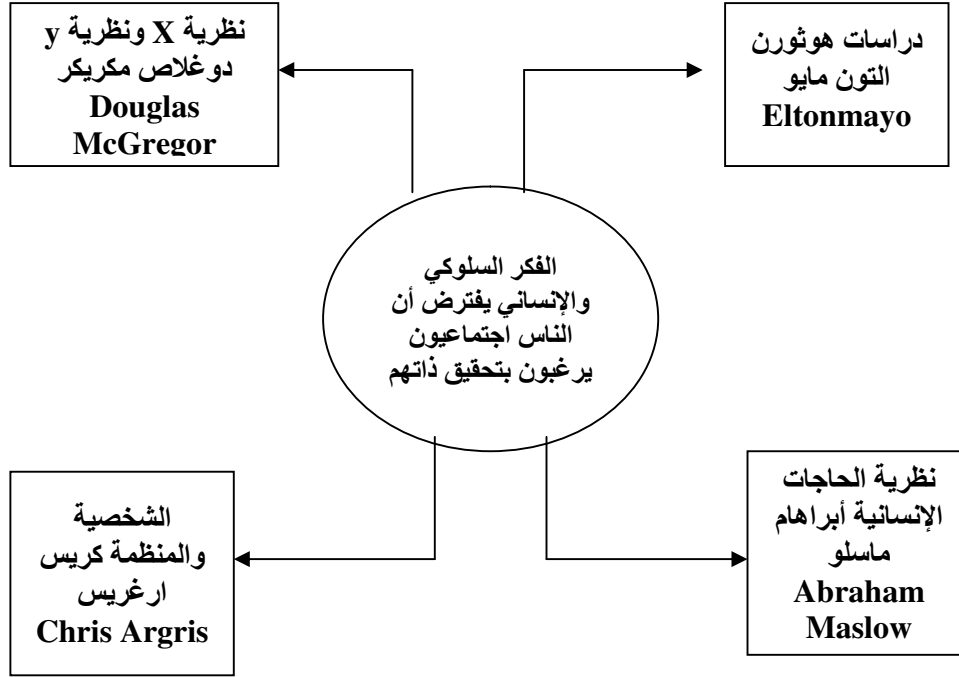 دراسات هوثورن
التون مايو
Eltonmayo
نظرية X ونظرية y
دوغلاص مكريكر
Douglas
McGregor
الفكر السلوكي
والإنساني يفترض أن
الناس اجتماعيون
يرغبون بتحقيق ذاتهم
نظرية الحاجات
الإنسانية أبراهام
ماسلو
Abraham
Maslow
الشخصية
والمنظمة كريس
ارغريس
Chris Argris